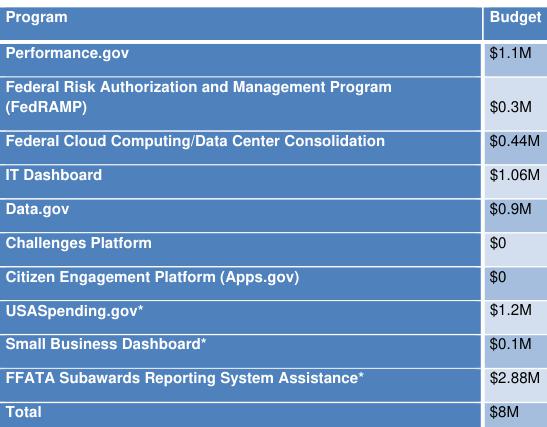 Program Budget
Performance.gov $1.1M
Federal Risk Authorization and Management Program
(FedRAMP) $0.3M
Federal Cloud Computing/Data Center Consolidation $0.44M
IT Dashboard $1.06M
Data.gov $0.9M
Challenges Platform $0
Citizen Engagement Platform (Apps.gov) $0
USASpending.gov* $1.2M
Small Business Dashboard* $0.1M
FFATA Subawards Reporting System Assistance* $2.88M
Total $8M